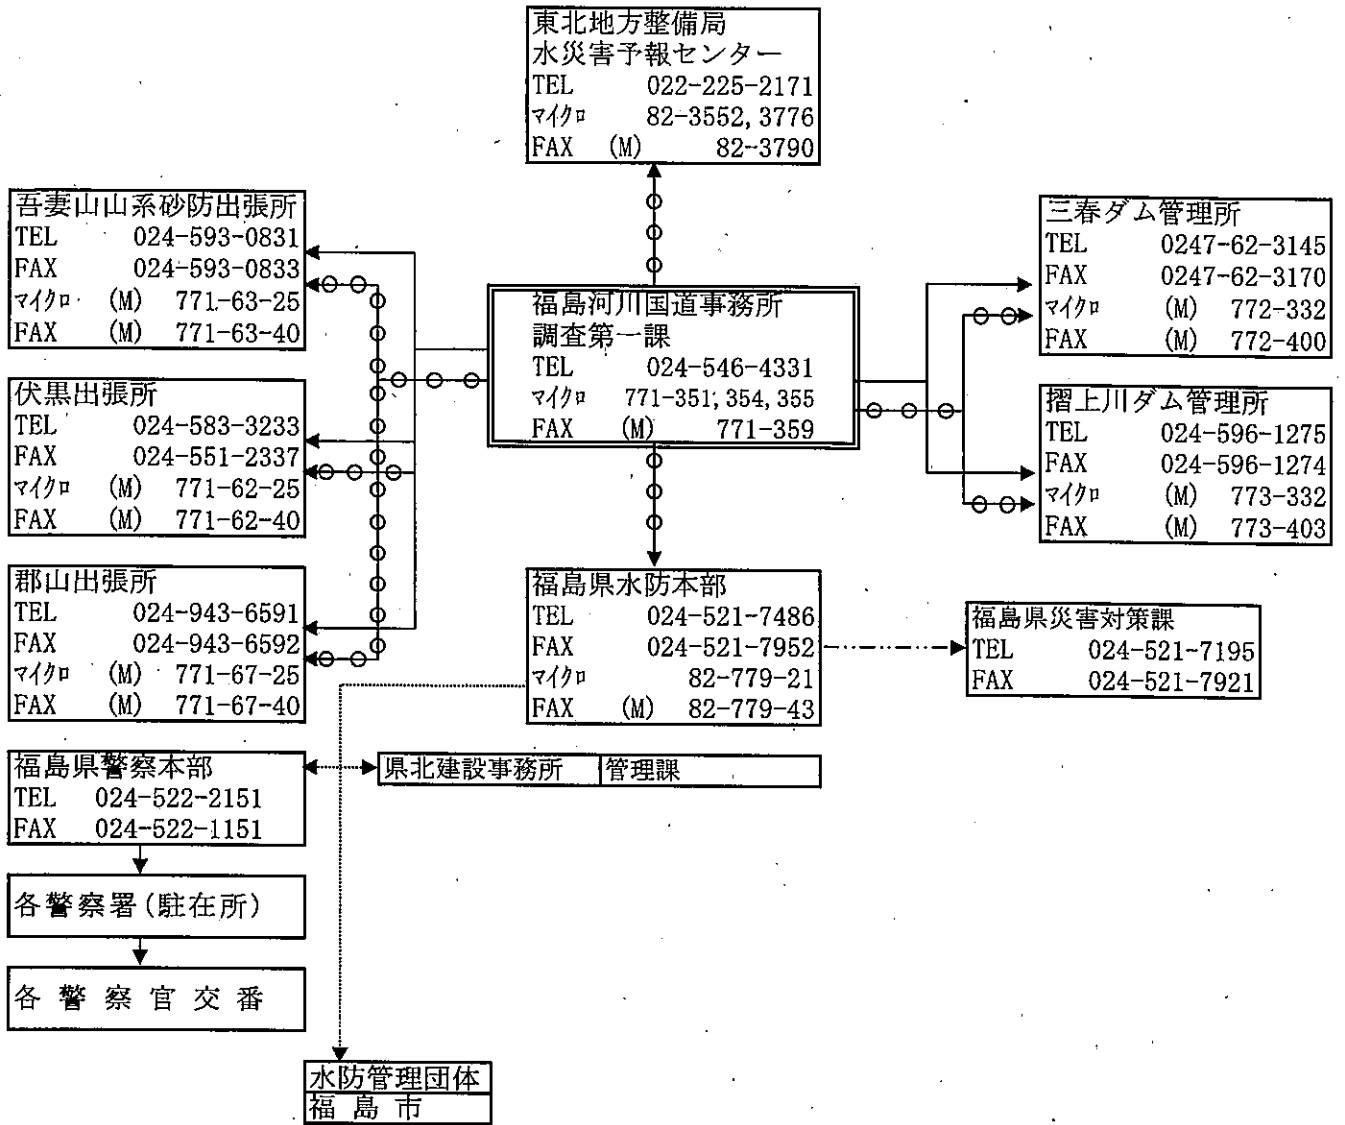 東北地方整備局
水災害予報センター
TEL 022-225-2171
マイクロ 82-3552, 3776
FAX (M) 82-3790
吾妻山山系砂防出張所
TEL 024-593-0831
FAX 024-593-0833
マイクロ (M) 771-63-25
FAX (M) 771-63-40
福島河川国道事務所
調査第一課
TEL 024-546-4331
マイクロ 771-351, 354, 355
FAX (M) 771-359
三春ダム管理所
TEL 0247-62-3145
FAX 0247-62-3170
マイクロ (M) 772-332
FAX (M) 772-400
伏黒出張所
TEL 024-583-3233
FAX 024-551-2337
マイクロ (M) 771-62-25
FAX (M) 771-62-40
摺上川ダム管理所
TEL 024-596-1275
FAX 024-596-1274
マイクロ (M) 773-332
FAX (M) 773-403
郡山出張所
TEL 024-943-6591
FAX 024-943-6592
マイクロ (M) 771-67-25
FAX (M) 771-67-40
福島県水防本部
TEL 024-521-7486
FAX 024-521-7952
マイクロ 82-779-21
FAX (M) 82-779-43
福島県災害対策課
TEL 024-521-7195
FAX 024-521-7921
福島県警察本部
TEL 024-522-2151
FAX 024-522-1151
県北建設事務所 管理課
各警察署(駐在所)
各警察官交番
水防管理団体
福島市